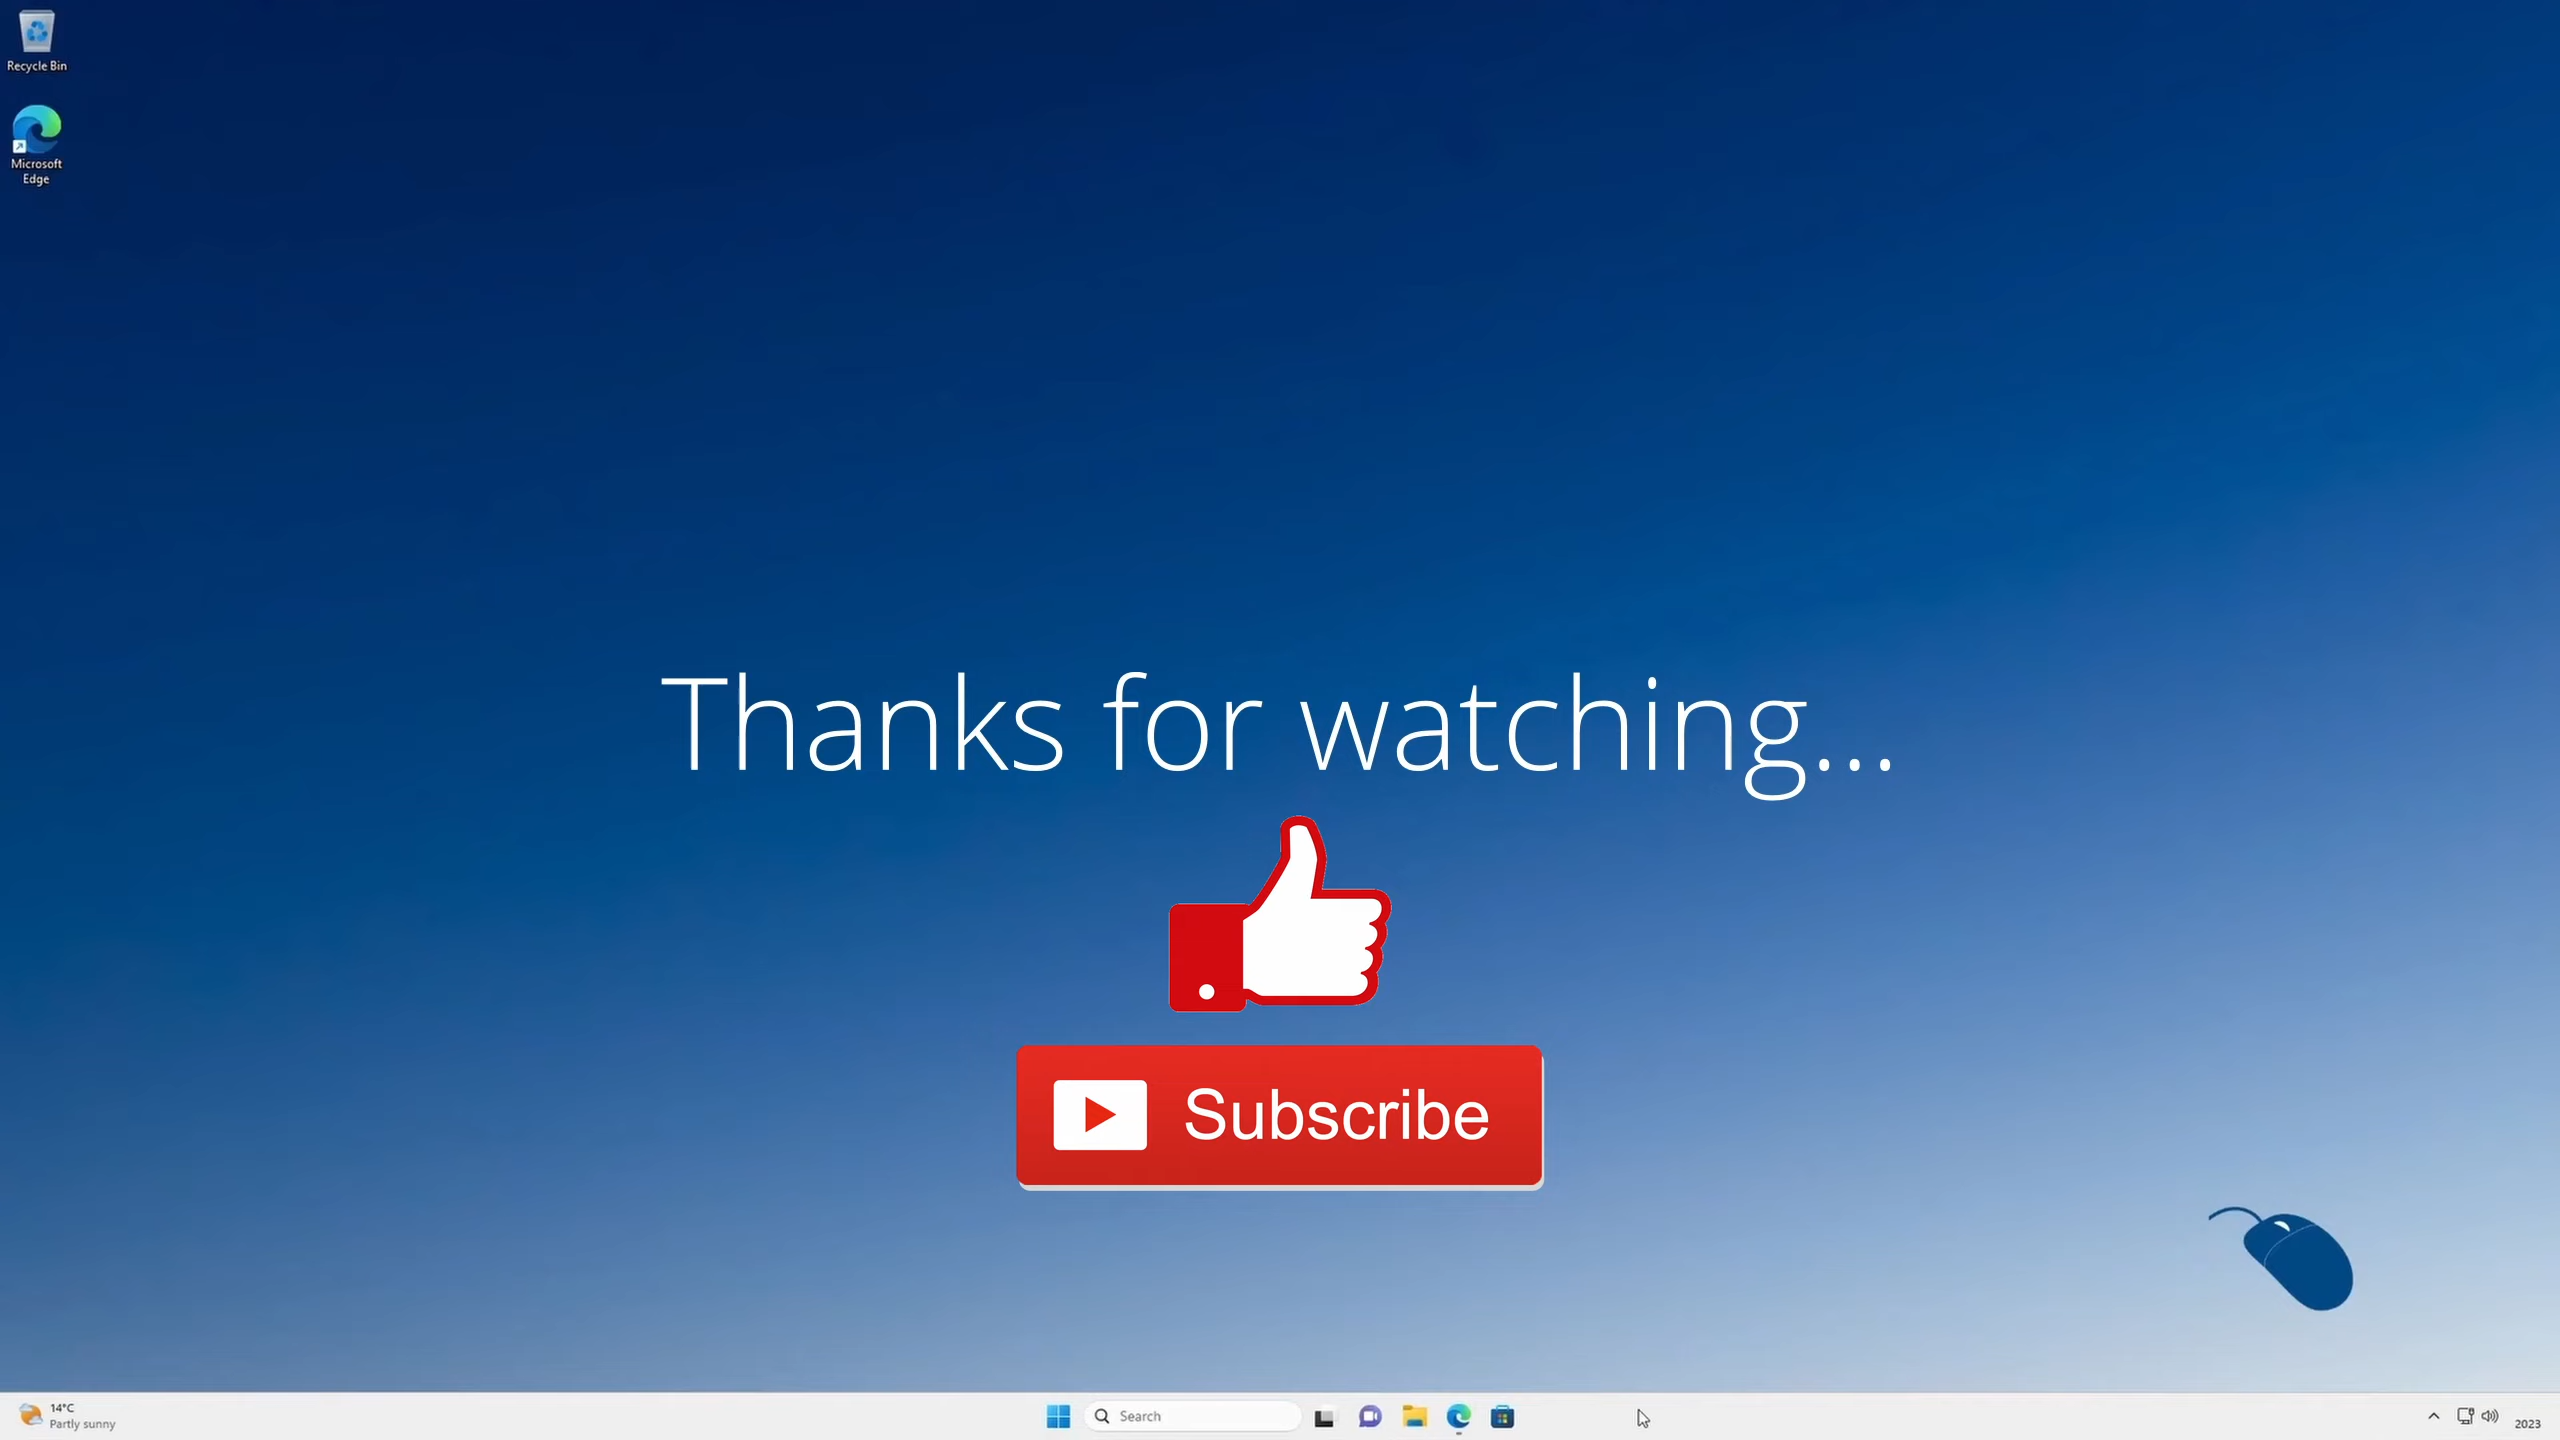 Recycle Bin
Microsoft
Edge
Thanks for watching...
Subscribe
14°C
Partly sunny
Search
2023